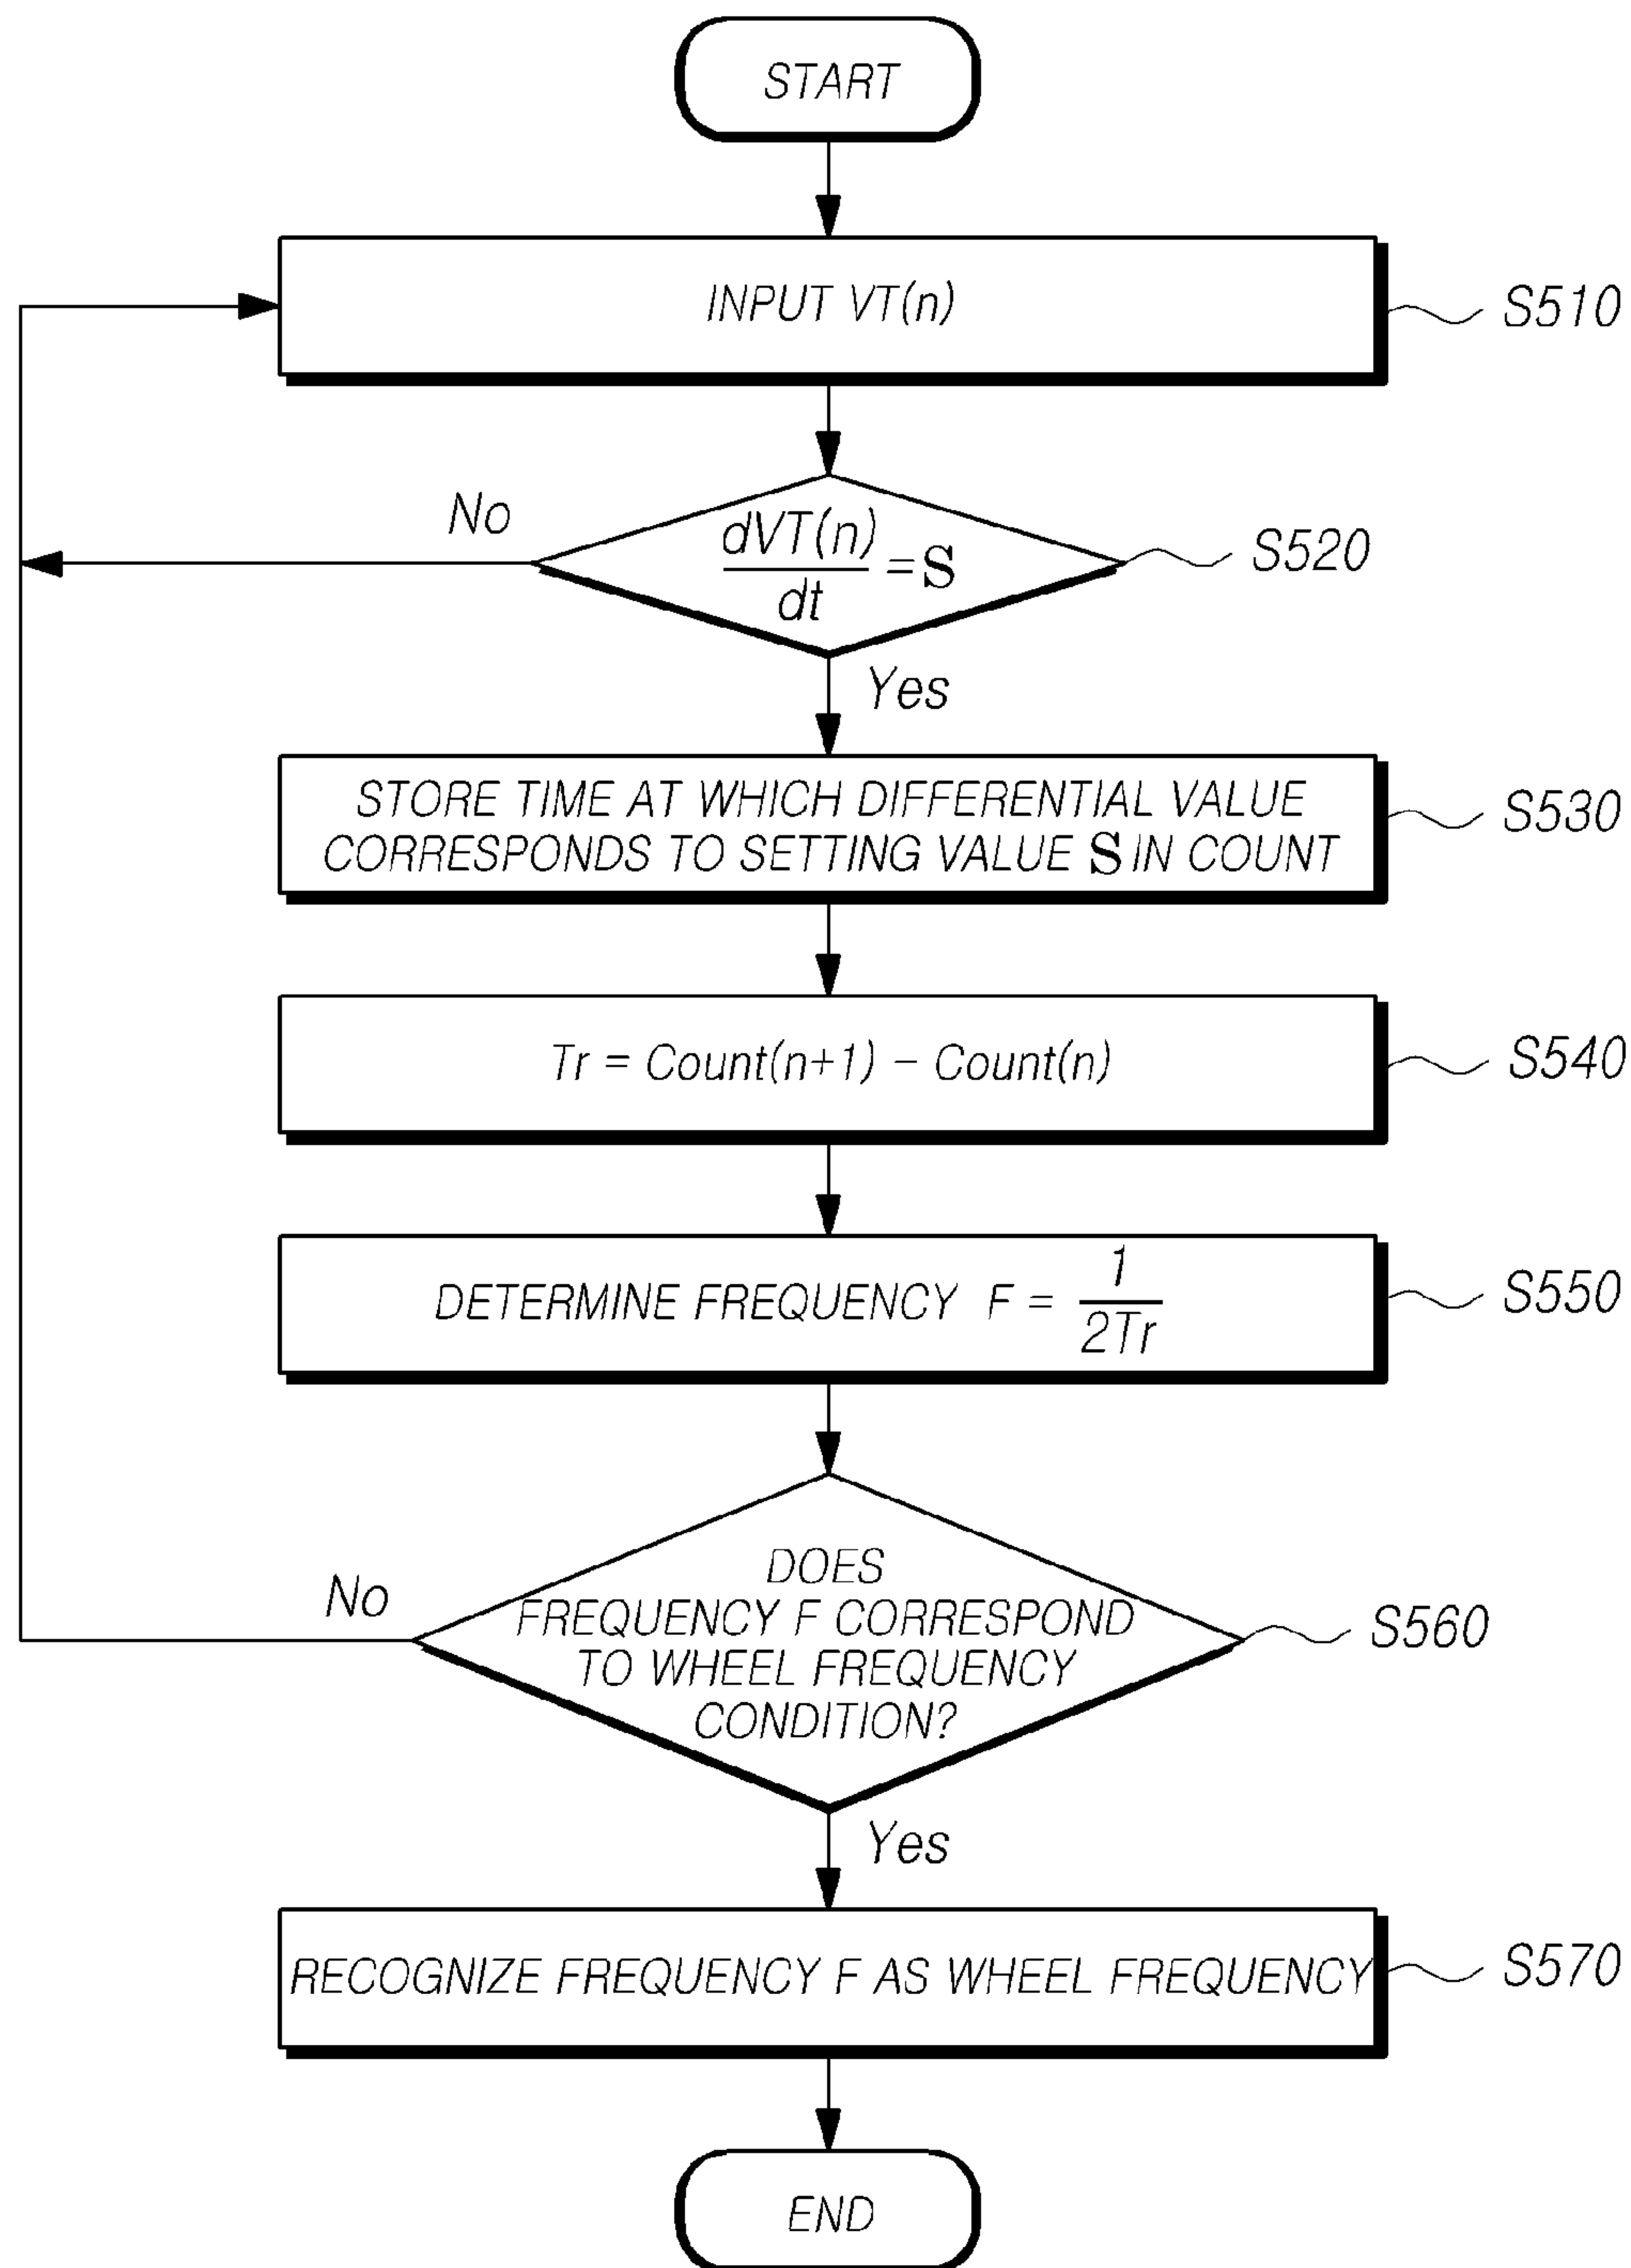 START
INPUT VT(n)
S510
No
dVT(n)
dt
= S
S520
Yes
STORE TIME AT WHICH DIFFERENTIAL VALUE
CORRESPONDS TO SETTING VALUE S IN COUNT
S530
Tr = Count(n+1) - Count(n)
S540
DETERMINE FREQUENCY F = 1
2Tr
S550
DOES
FREQUENCY F CORRESPOND
TO WHEEL FREQUENCY
CONDITION?
No
S560
Yes
RECOGNIZE FREQUENCY F AS WHEEL FREQUENCY
S570
END